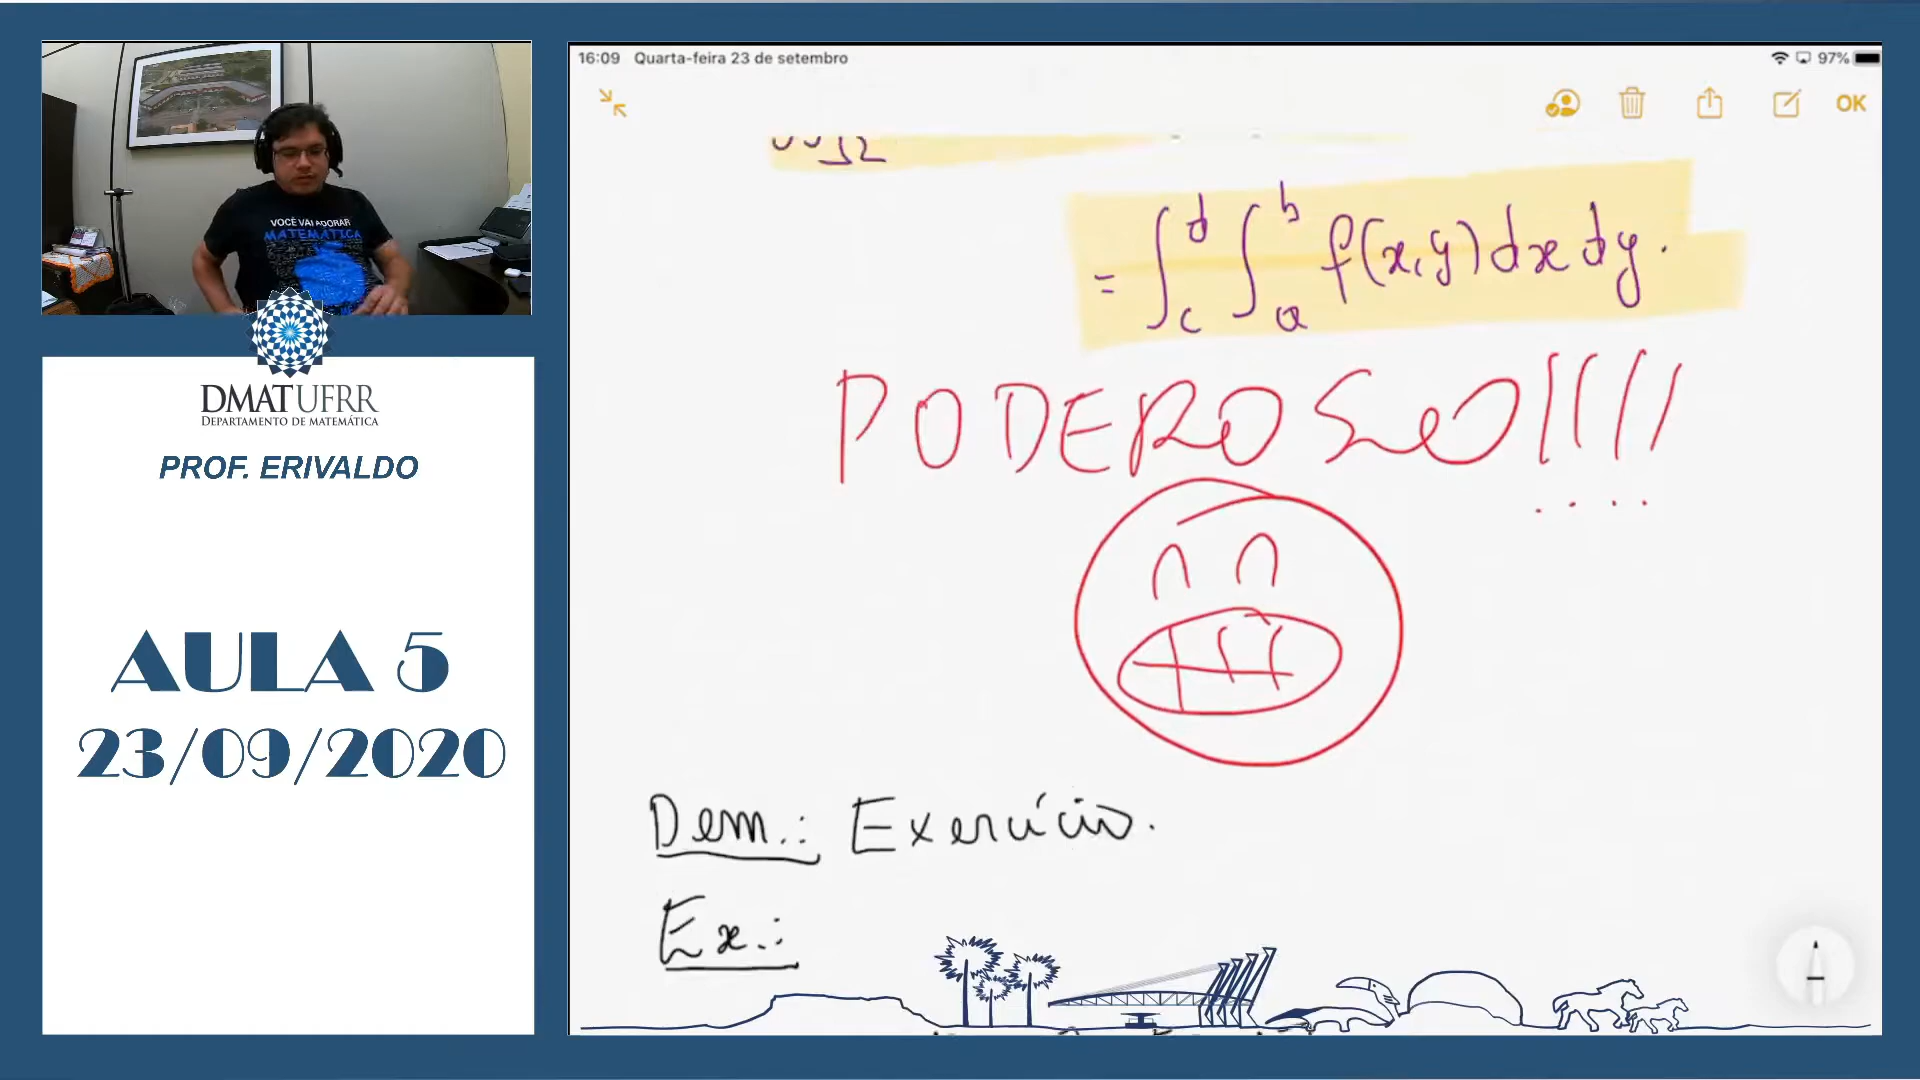 16:09 Quarta-feira 23 de setembro
97%
OK
= ∫_c^d ∫_a^b f(x,y) dx dy.
PODEROSO!!!!
Dem.: Exercício.
Ex.:
VOCÊ VAI ADORAR
MATEMÁTICA
DMATUFRR
DEPARTAMENTO DE MATEMÁTICA
PROF. ERIVALDO
AULA 5
23/09/2020